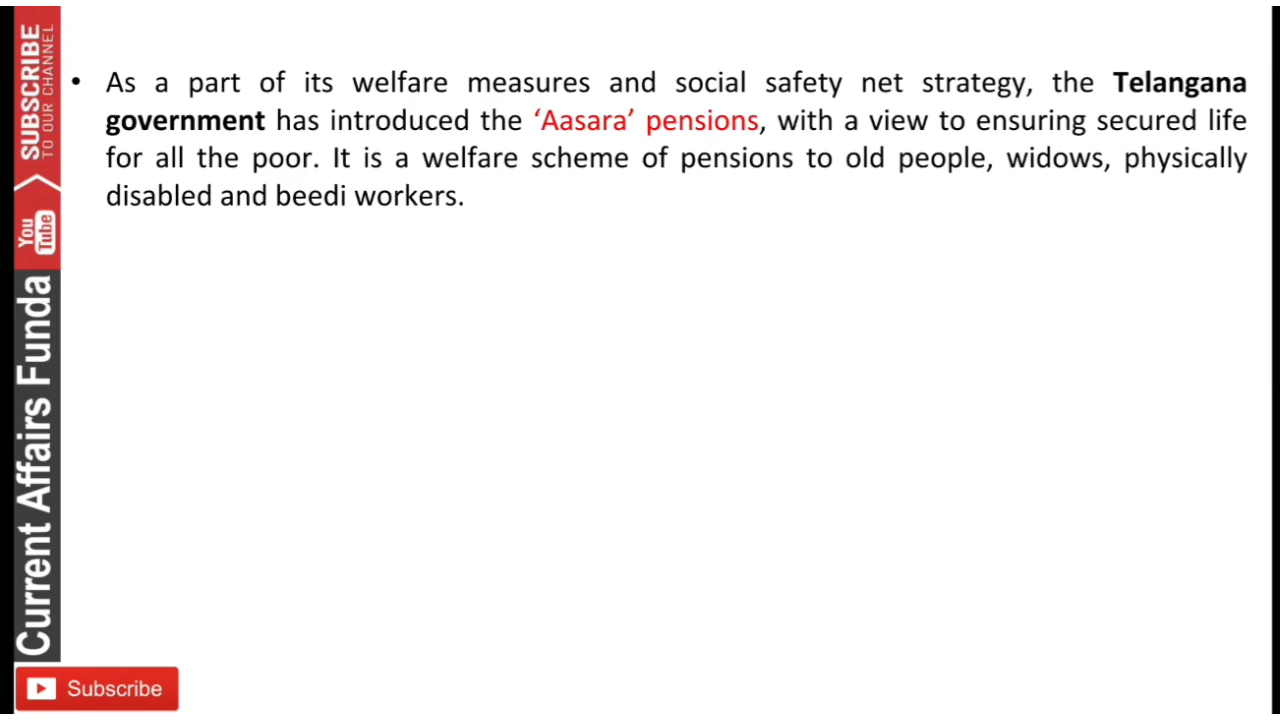 • As a part of its welfare measures and social safety net strategy, the Telangana
government has introduced the ‘Aasara’ pensions, with a view to ensuring secured life
for all the poor. It is a welfare scheme of pensions to old people, widows, physically
disabled and beedi workers.
SUBSCRIBE
TO OUR CHANNEL
You
Tube
Current Affairs Funda
Subscribe